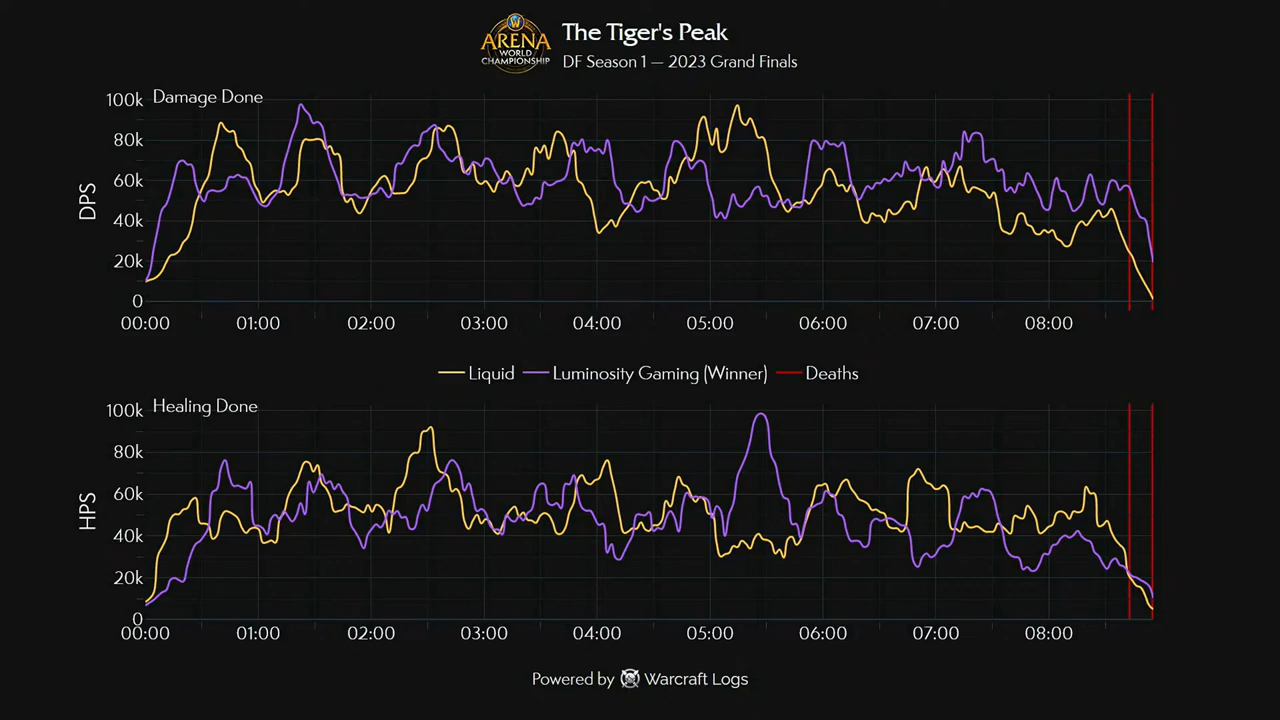 W
ARENA
WORLD
CHAMPIONSHIP
The Tiger's Peak
DF Season 1 — 2023 Grand Finals
Damage Done
DPS
100k
80k
60k
40k
20k
0
00:00 01:00 02:00 03:00 04:00 05:00 06:00 07:00 08:00
Liquid Luminosity Gaming (Winner) Deaths
Healing Done
HPS
100k
80k
60k
40k
20k
0
00:00 01:00 02:00 03:00 04:00 05:00 06:00 07:00 08:00
Powered by Warcraft Logs